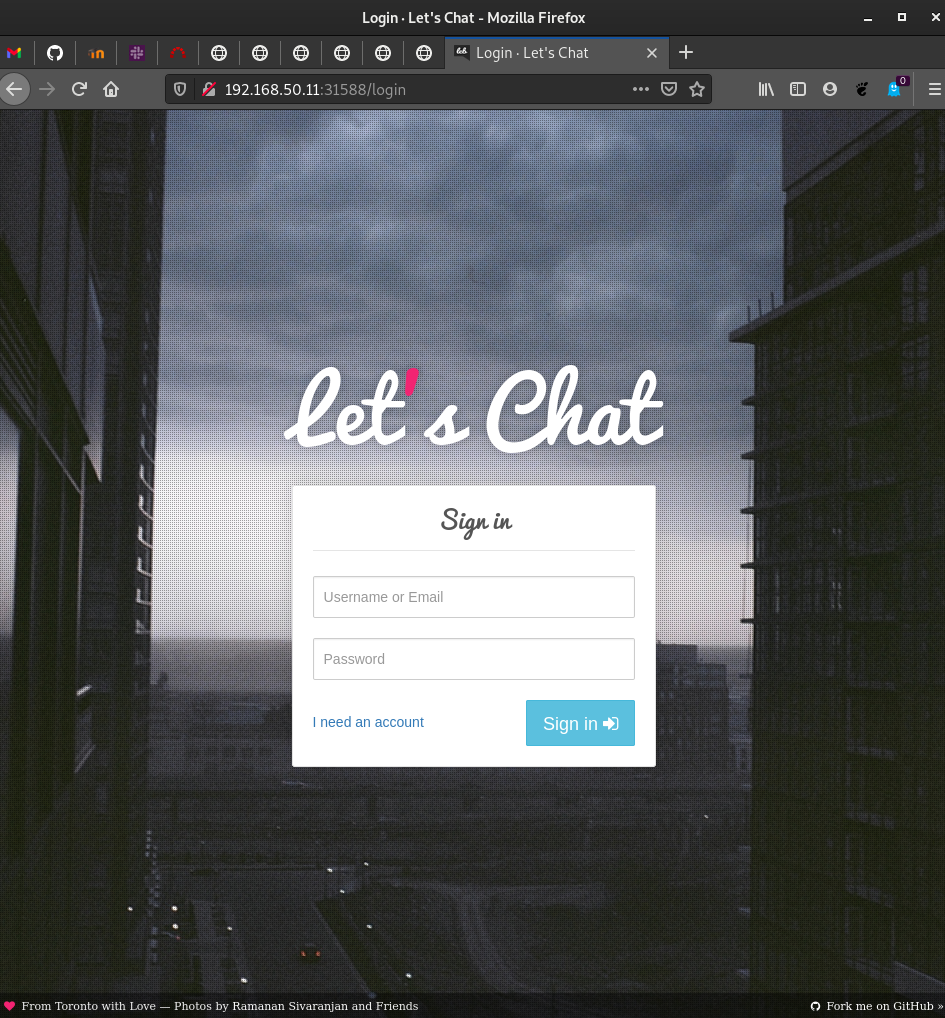 Login · Let's Chat - Mozilla Firefox
Login · Let's Chat
192.168.50.11:31588/login
0
Let's Chat
Sign in
Username or Email
Password
I need an account
Sign in
From Toronto with Love — Photos by Ramanan Sivaranjan and Friends
Fork me on GitHub »